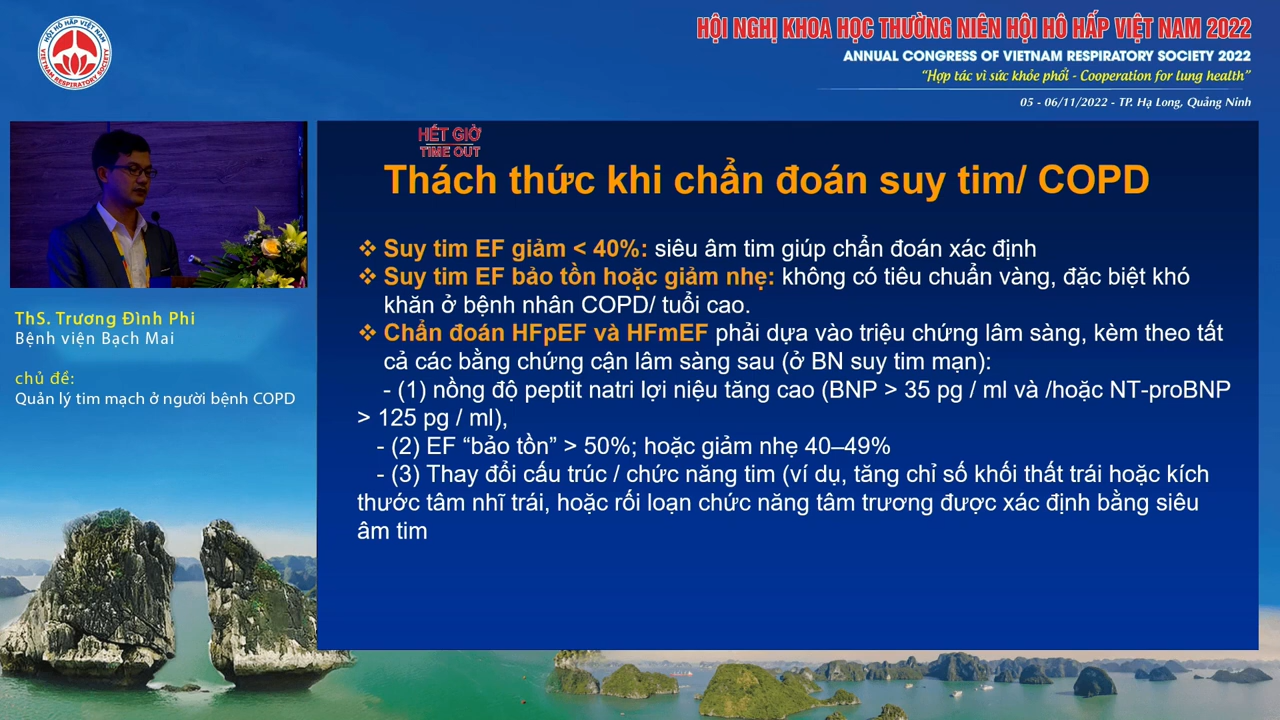 HỘI HÔ HẤP VIỆT NAM
VIETNAM RESPIRATORY SOCIETY
HỘI NGHỊ KHOA HỌC THƯỜNG NIÊN HỘI HÔ HẤP VIỆT NAM 2022
ANNUAL CONGRESS OF VIETNAM RESPIRATORY SOCIETY 2022
“Hợp tác vì sức khỏe phổi - Cooperation for lung health”
05 - 06/11/2022 - TP. Hạ Long, Quảng Ninh
ThS. Trương Đình Phi
Bệnh viện Bạch Mai
chủ đề:
Quản lý tim mạch ở người bệnh COPD
HẾT GIỜ
TIME OUT
Thách thức khi chẩn đoán suy tim/ COPD
❖ Suy tim EF giảm < 40%: siêu âm tim giúp chẩn đoán xác định
❖ Suy tim EF bảo tồn hoặc giảm nhẹ: không có tiêu chuẩn vàng, đặc biệt khó
khăn ở bệnh nhân COPD/ tuổi cao.
❖ Chẩn đoán HFpEF và HFmEF phải dựa vào triệu chứng lâm sàng, kèm theo tất
cả các bằng chứng cận lâm sàng sau (ở BN suy tim mạn):
- (1) nồng độ peptit natri lợi niệu tăng cao (BNP > 35 pg / ml và /hoặc NT-proBNP
> 125 pg / ml),
- (2) EF “bảo tồn” > 50%; hoặc giảm nhẹ 40–49%
- (3) Thay đổi cấu trúc / chức năng tim (ví dụ, tăng chỉ số khối thất trái hoặc kích
thước tâm nhĩ trái, hoặc rối loạn chức năng tâm trương được xác định bằng siêu
âm tim